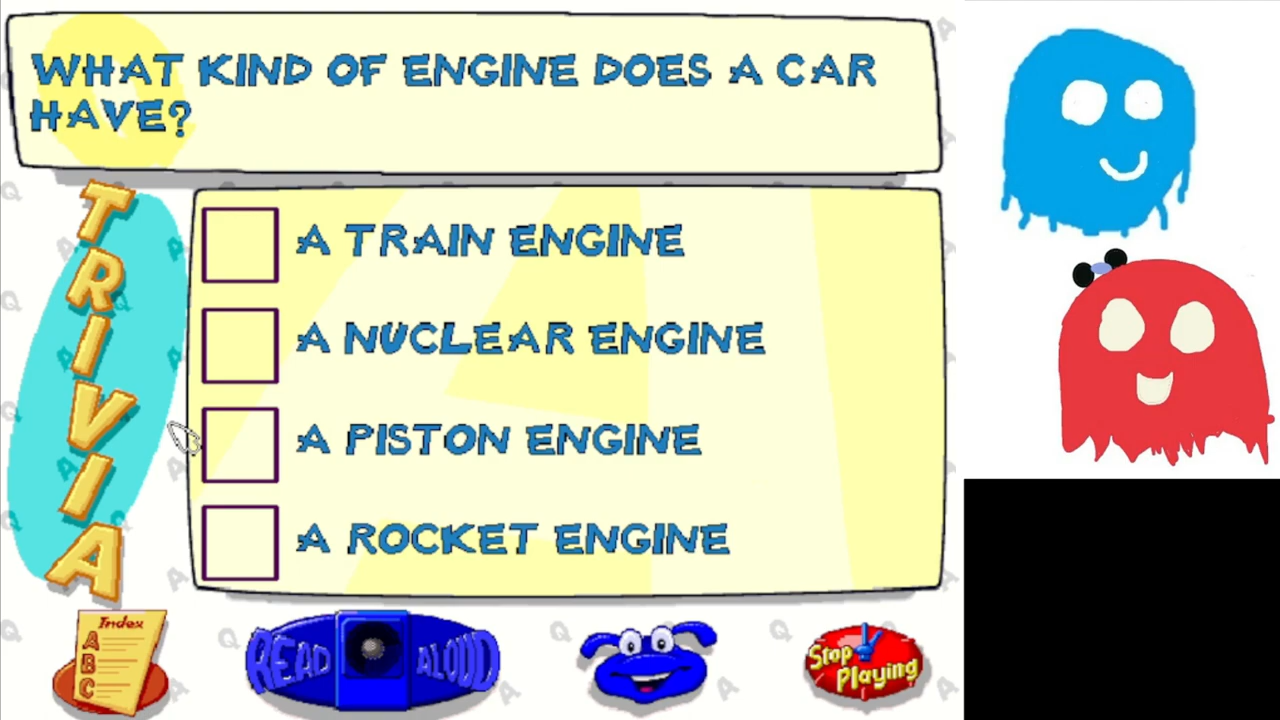 WHAT KIND OF ENGINE DOES A CAR
HAVE?
TRIVIA
A TRAIN ENGINE
A NUCLEAR ENGINE
A PISTON ENGINE
A ROCKET ENGINE
Index
A
B
C
READ ALOUD
Stop
Playing